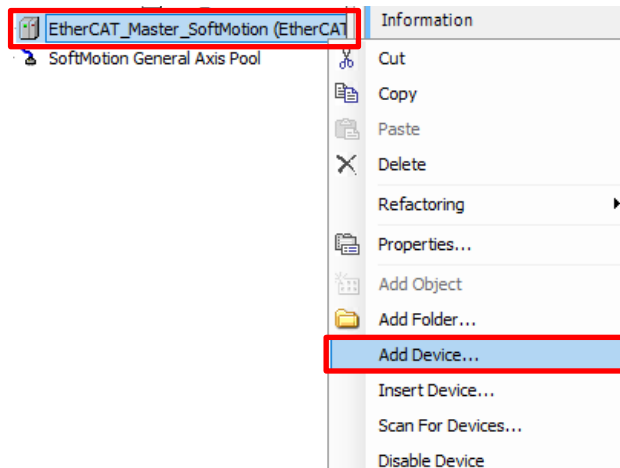 EtherCAT_Master_SoftMotion (EtherCAT
SoftMotion General Axis Pool
Information
Cut
Copy
Paste
Delete
Refactoring
Properties...
Add Object
Add Folder...
Add Device...
Insert Device...
Scan For Devices...
Disable Device